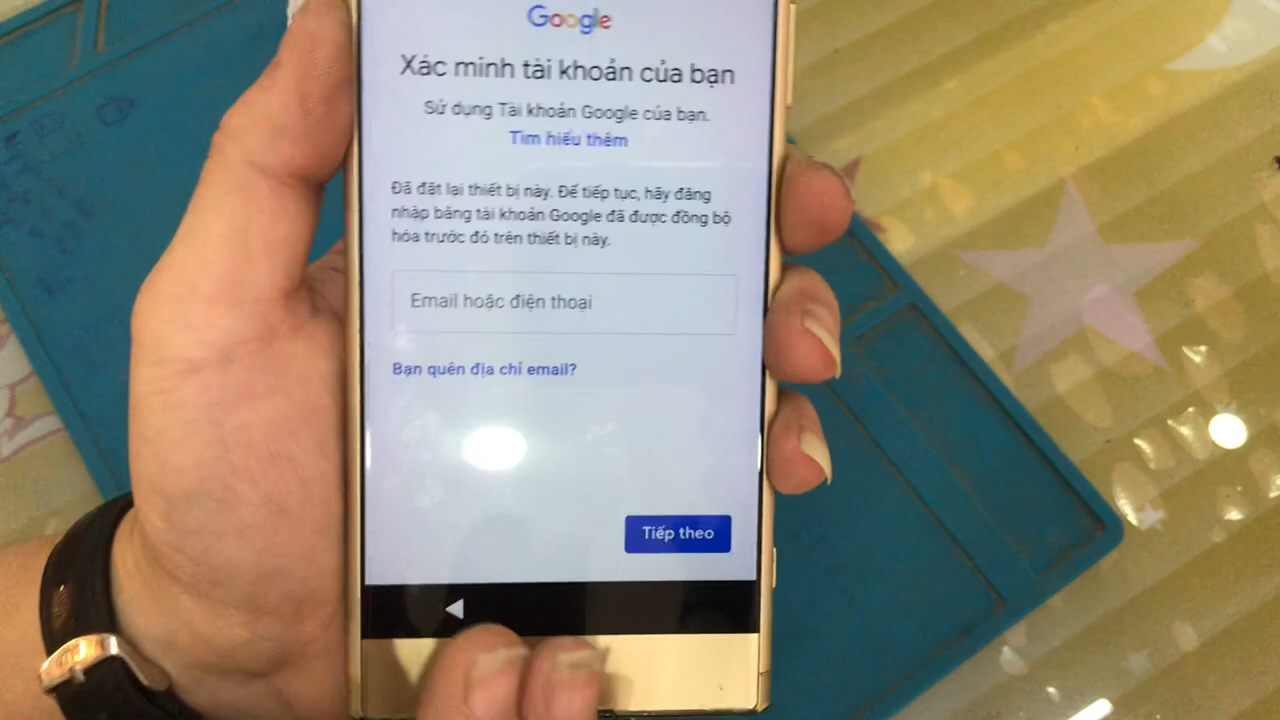 Google
Xác minh tài khoản của bạn
Sử dụng Tài khoản Google của bạn.
Tìm hiểu thêm
Đã đặt lại thiết bị này. Để tiếp tục, hãy đăng
nhập bằng tài khoản Google đã được đồng bộ
hóa trước đó trên thiết bị này.
Email hoặc điện thoại
Bạn quên địa chỉ email?
Tiếp theo